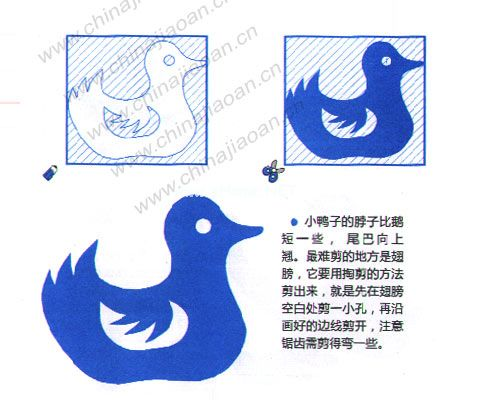 www.chinajiaoan.cn
www.chinajiaoan.cn
www.chinajiaoan.cn
www.chinajiaoan.cn
● 小鸭子的脖子比鹅
短一些，尾巴向上
翘。最难剪的地方是翅
膀，它要用掏剪的方法
剪出来，就是先在翅膀
空白处剪一小孔，再沿
画好的边线剪开，注意
锯齿需剪得弯一些。